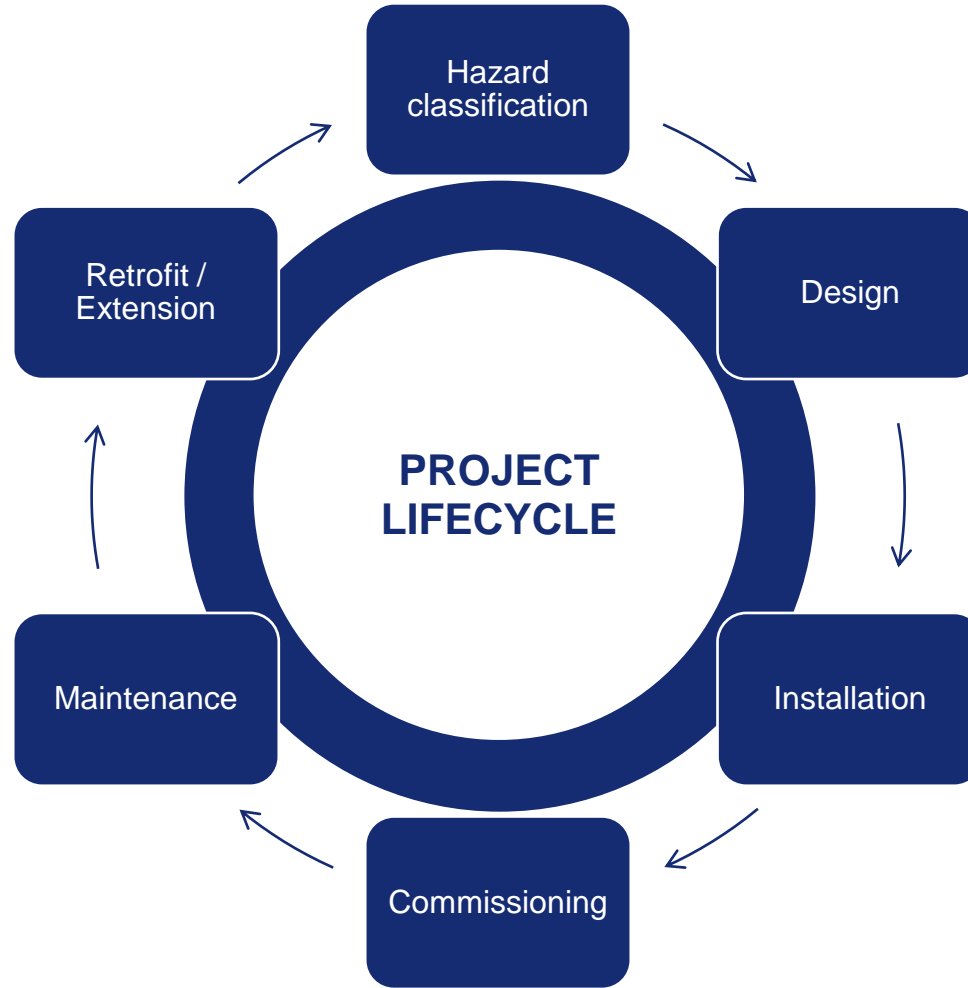 Hazard
classification
Design
Installation
Commissioning
Maintenance
Retrofit /
Extension
PROJECT
LIFECYCLE